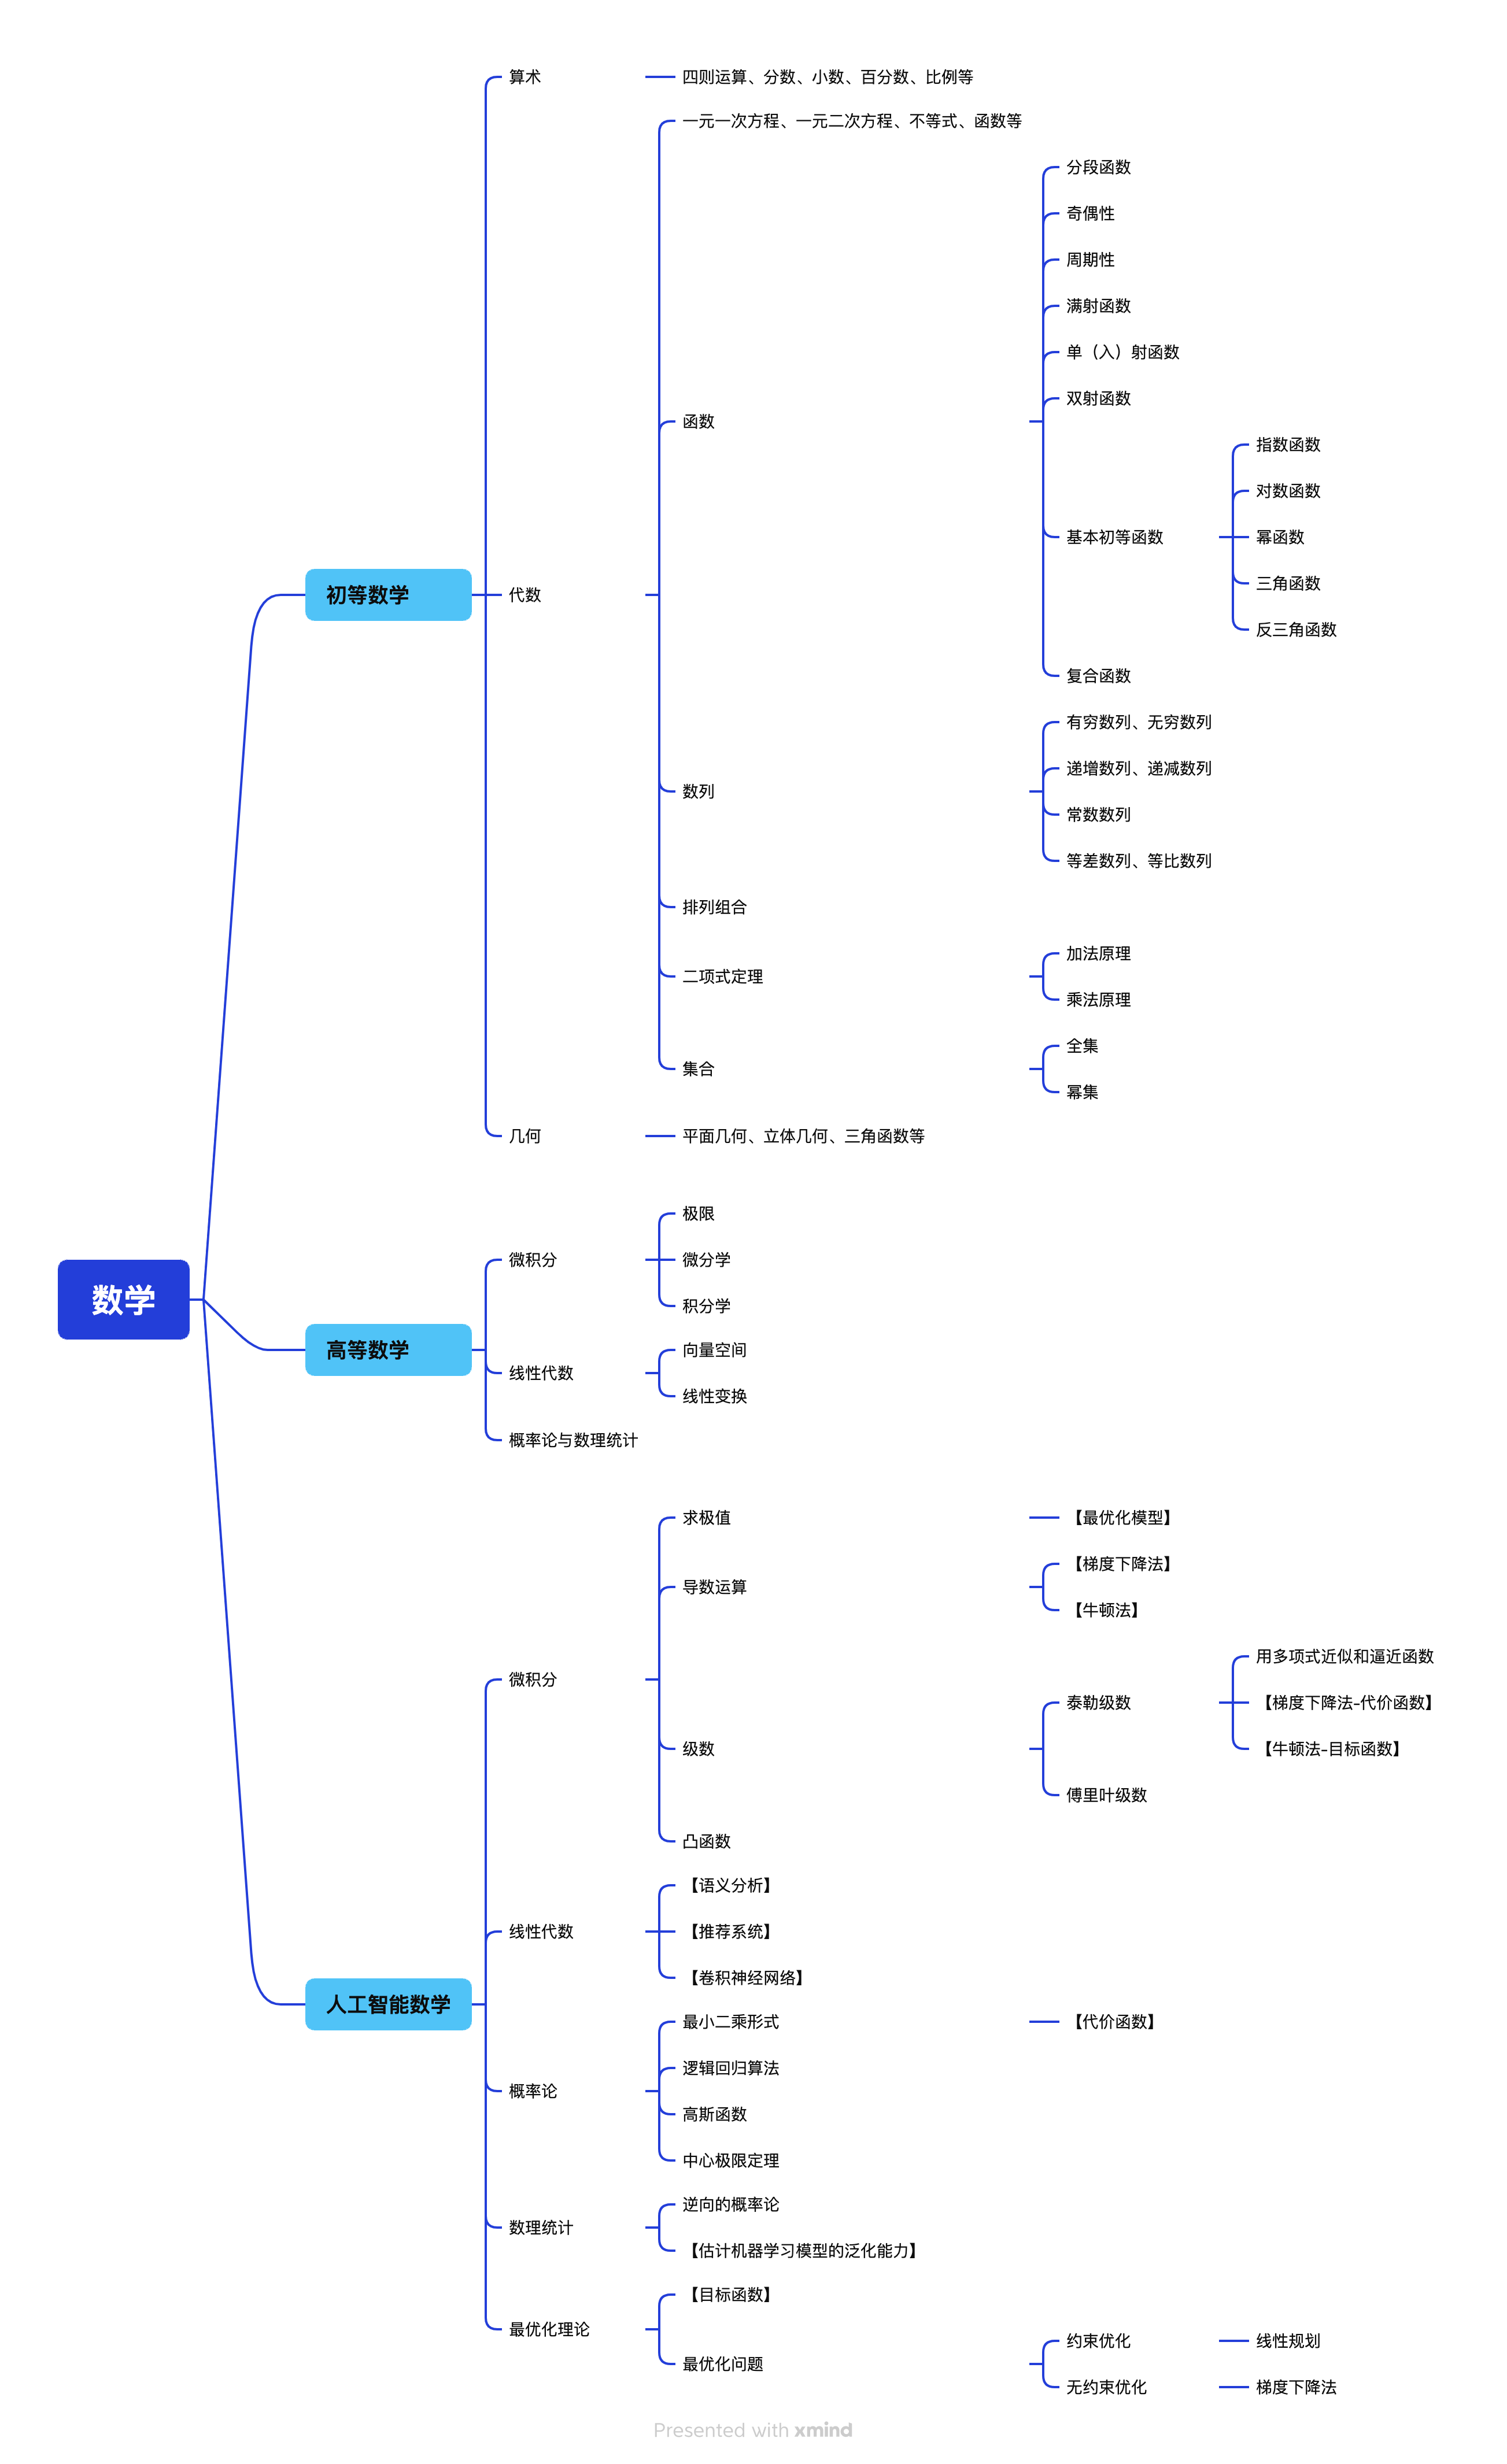 数学
初等数学
算术
四则运算、分数、小数、百分数、比例等
代数
一元一次方程、一元二次方程、不等式、函数等
函数
分段函数
奇偶性
周期性
满射函数
单（入）射函数
双射函数
基本初等函数
指数函数
对数函数
幂函数
三角函数
反三角函数
复合函数
数列
有穷数列、无穷数列
递增数列、递减数列
常数数列
等差数列、等比数列
排列组合
二项式定理
加法原理
乘法原理
集合
全集
幂集
几何
平面几何、立体几何、三角函数等
高等数学
微积分
极限
微分学
积分学
线性代数
向量空间
线性变换
概率论与数理统计
人工智能数学
微积分
求极值
【最优化模型】
导数运算
【梯度下降法】
【牛顿法】
级数
泰勒级数
用多项式近似和逼近函数
【梯度下降法-代价函数】
【牛顿法-目标函数】
傅里叶级数
凸函数
线性代数
【语义分析】
【推荐系统】
【卷积神经网络】
概率论
最小二乘形式
【代价函数】
逻辑回归算法
高斯函数
中心极限定理
数理统计
逆向的概率论
【估计机器学习模型的泛化能力】
最优化理论
【目标函数】
最优化问题
约束优化
线性规划
无约束优化
梯度下降法
Presented with xmind